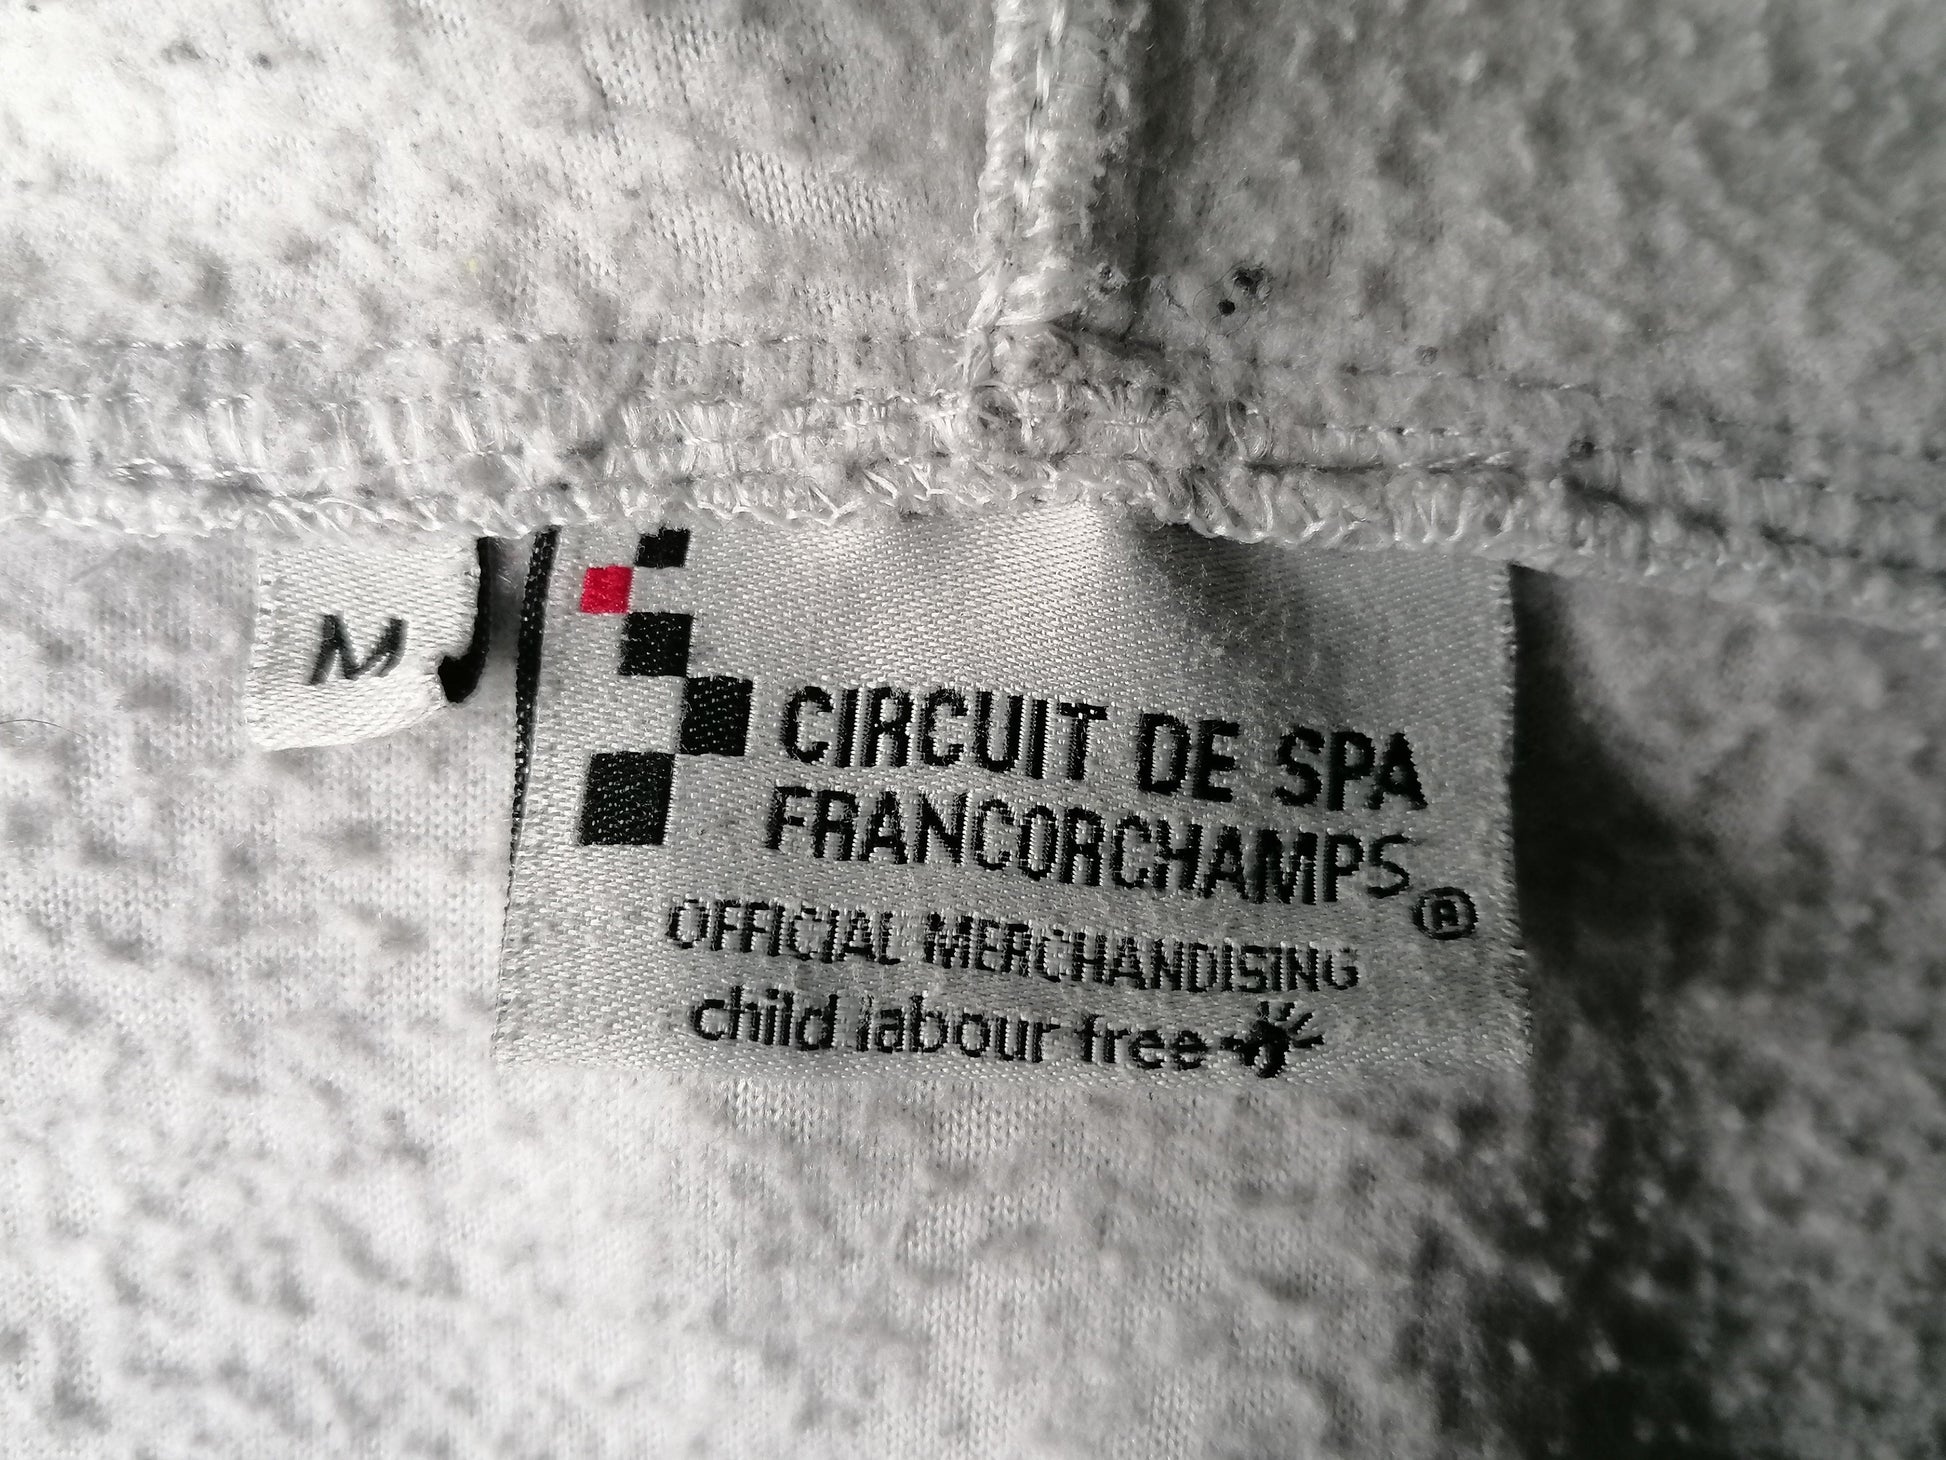 M
CIRCUIT DE SPA
FRANCORCHAMPS ®
OFFICIAL MERCHANDISING
child labour free